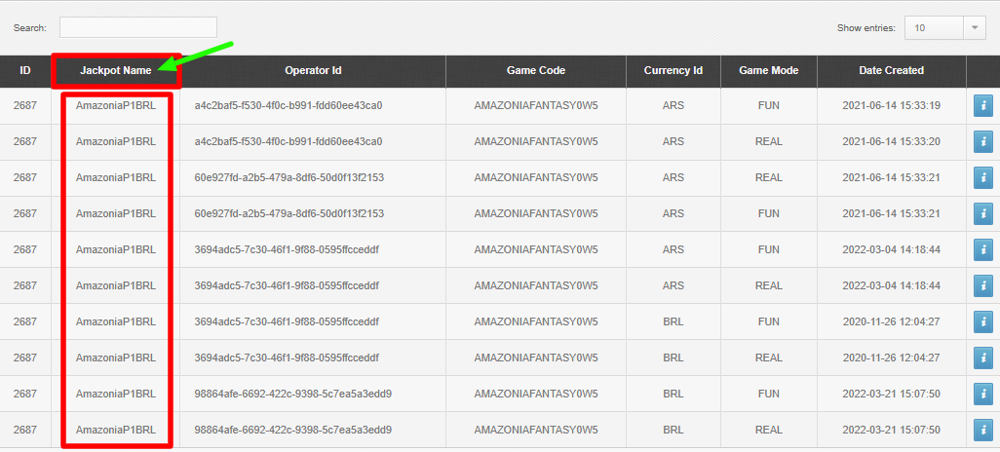 Search:
Show entries: 10
ID Jackpot Name Operator Id Game Code Currency Id Game Mode Date Created
2687 AmazoniaP1BRL a4c2baf5-f530-4f0c-b991-fdd60ee43ca0 AMAZONIAFANTASY0W5 ARS FUN 2021-06-14 15:33:19 i
2687 AmazoniaP1BRL a4c2baf5-f530-4f0c-b991-fdd60ee43ca0 AMAZONIAFANTASY0W5 ARS REAL 2021-06-14 15:33:20 i
2687 AmazoniaP1BRL 60e927fd-a2b5-479a-8df6-50d0f13f2153 AMAZONIAFANTASY0W5 ARS REAL 2021-06-14 15:33:21 i
2687 AmazoniaP1BRL 60e927fd-a2b5-479a-8df6-50d0f13f2153 AMAZONIAFANTASY0W5 ARS FUN 2021-06-14 15:33:21 i
2687 AmazoniaP1BRL 3694adc5-7c30-46f1-9f88-0595ffcceddf AMAZONIAFANTASY0W5 ARS FUN 2022-03-04 14:18:44 i
2687 AmazoniaP1BRL 3694adc5-7c30-46f1-9f88-0595ffcceddf AMAZONIAFANTASY0W5 ARS REAL 2022-03-04 14:18:44 i
2687 AmazoniaP1BRL 3694adc5-7c30-46f1-9f88-0595ffcceddf AMAZONIAFANTASY0W5 BRL FUN 2020-11-26 12:04:27 i
2687 AmazoniaP1BRL 3694adc5-7c30-46f1-9f88-0595ffcceddf AMAZONIAFANTASY0W5 BRL REAL 2020-11-26 12:04:27 i
2687 AmazoniaP1BRL 98864afe-6692-422c-9398-5c7ea5a3edd9 AMAZONIAFANTASY0W5 BRL FUN 2022-03-21 15:07:50 i
2687 AmazoniaP1BRL 98864afe-6692-422c-9398-5c7ea5a3edd9 AMAZONIAFANTASY0W5 BRL REAL 2022-03-21 15:07:50 i